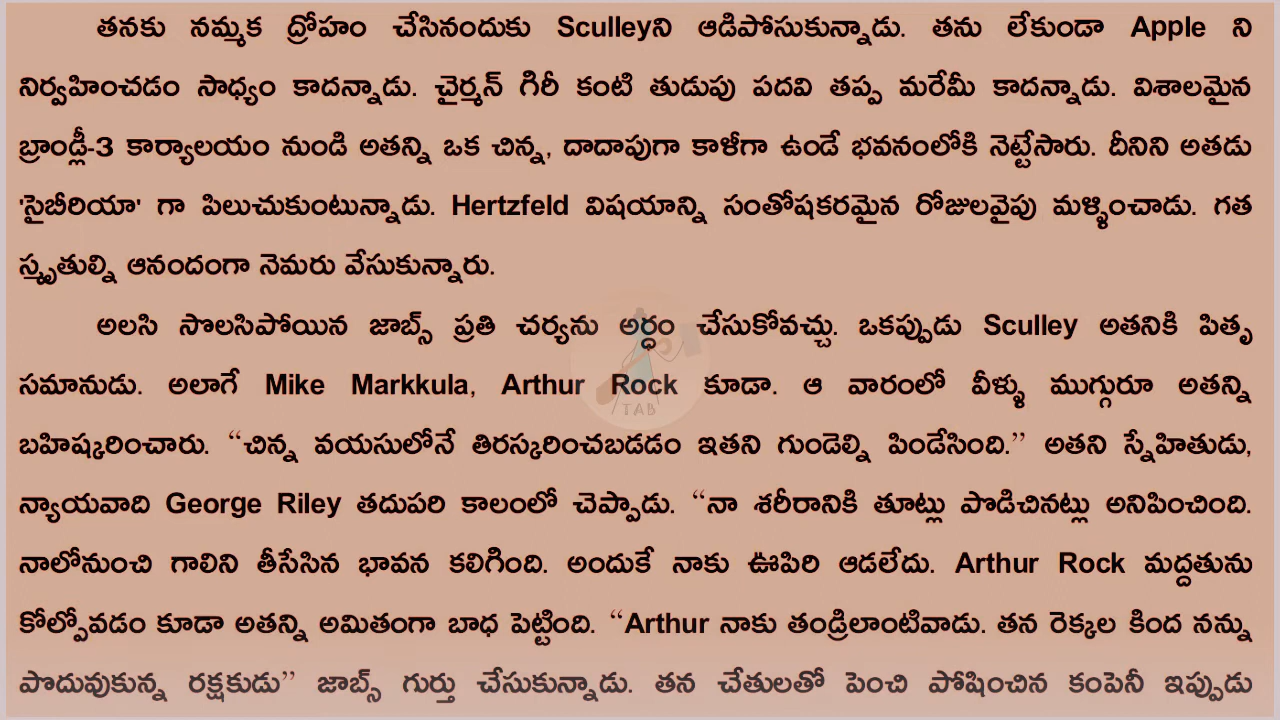 తనకు నమ్మక ద్రోహం చేసినందుకు Sculleyని ఆడిపోసుకున్నాడు. తను లేకుండా Apple ని
నిర్వహించడం సాధ్యం కాదన్నాడు. చైర్మన్ గిరీ కంటి తుడుపు పదవి తప్ప మరేమీ కాదన్నాడు. విశాలమైన
బ్రాండ్లీ-3 కార్యాలయం నుండి అతన్ని ఒక చిన్న, దాదాపుగా కాళీగా ఉండే భవనంలోకి నెట్టేసారు. దీనిని అతడు
'సైబీరియా' గా పిలుచుకుంటున్నాడు. Hertzfeld విషయాన్ని సంతోషకరమైన రోజులవైపు మళ్ళించాడు. గత
స్మృతుల్ని ఆనందంగా నెమరు వేసుకున్నారు.
అలసి సొలసిపోయిన జాబ్స్ ప్రతి చర్యను అర్ధం చేసుకోవచ్చు. ఒకప్పుడు Sculley అతనికి పితృ
సమానుడు. అలాగే Mike Markkula, Arthur Rock కూడా. ఆ వారంలో వీళ్ళు ముగ్గురూ అతన్ని
బహిష్కరించారు. “చిన్న వయసులోనే తిరస్కరించబడడం ఇతని గుండెల్ని పిండేసింది.” అతని స్నేహితుడు,
న్యాయవాది George Riley తదుపరి కాలంలో చెప్పాడు. “నా శరీరానికి తూట్లు పొడిచినట్లు అనిపించింది.
నాలోనుంచి గాలిని తీసేసిన భావన కలిగింది. అందుకే నాకు ఊపిరి ఆడలేదు. Arthur Rock మద్దతును
కోల్పోవడం కూడా అతన్ని అమితంగా బాధ పెట్టింది. “Arthur నాకు తండ్రిలాంటివాడు. తన రెక్కల కింద నన్ను
పొదువుకున్న రక్షకుడు” జాబ్స్ గుర్తు చేసుకున్నాడు. తన చేతులతో పెంచి పోషించిన కంపెనీ ఇప్పుడు
TAB